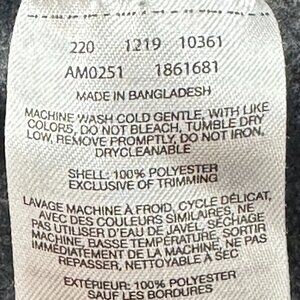 220 1219 10361
AM0251 1861681
MADE IN BANGLADESH
MACHINE WASH COLD GENTLE, WITH LIKE
COLORS, DO NOT BLEACH, TUMBLE DRY
LOW, REMOVE PROMPTLY, DO NOT IRON,
DRYCLEANABLE
SHELL: 100% POLYESTER
EXCLUSIVE OF TRIMMING
LAVAGE MACHINE À FROID, CYCLE DÉLICAT,
AVEC DES COULEURS SIMILAIRES, NE
PAS UTILISER D'EAU DE JAVEL, SÉCHAGE
MACHINE, BASSE TEMPÉRATURE, SORTIR
IMMÉDIATEMENT DE LA MACHINE, NE PAS
REPASSER, NETTOYABLE A SEC
EXTÉRIEUR: 100% POLYESTER
SAUF LES BORDURES